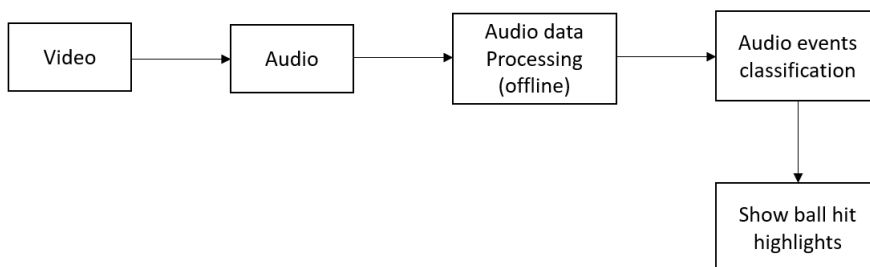 Video
Audio
Audio data
Processing
(offline)
Audio events
classification
Show ball hit
highlights